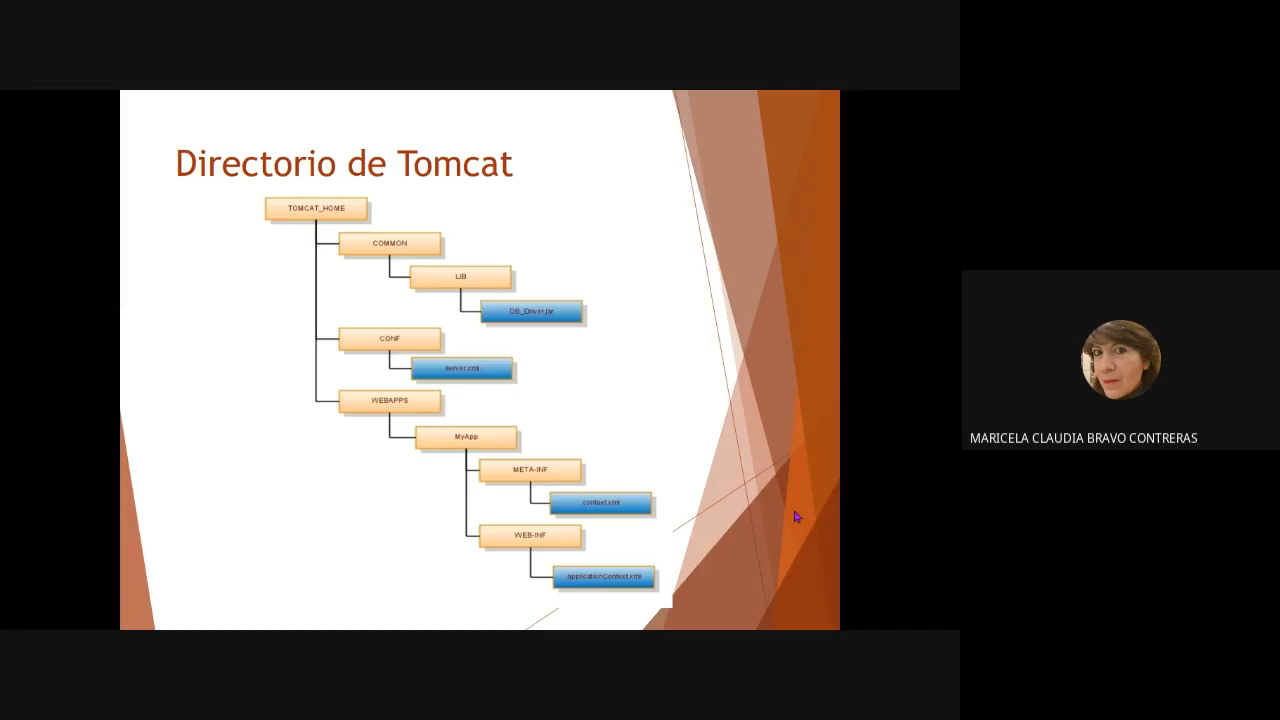 Directorio de Tomcat
TOMCAT_HOME
COMMON
LIB
DB_Driver.jar
CONF
server.xml
WEBAPPS
MyApp
META-INF
context.xml
WEB-INF
applicationContext.xml
MARICELA CLAUDIA BRAVO CONTRERAS